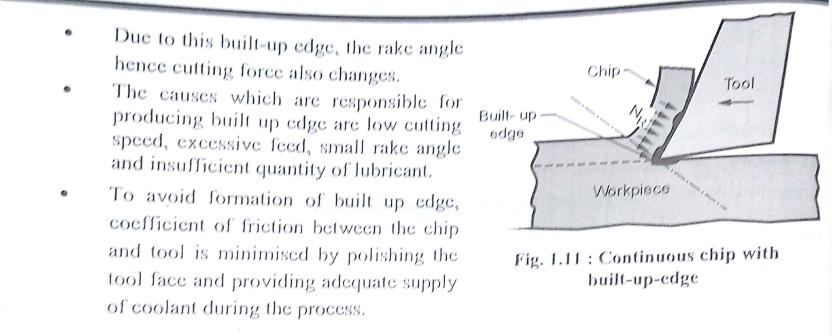 • Due to this built-up edge, the rake angle
hence cutting force also changes.
• The causes which are responsible for
producing built up edge are low cutting
speed, excessive feed, small rake angle
and insufficient quantity of lubricant.
• To avoid formation of built up edge,
coefficient of friction between the chip
and tool is minimised by polishing the
tool face and providing adequate supply
of coolant during the process.
Chip
Tool
Built- up
edge
Workpiece
Fig. 1.11 : Continuous chip with
built-up-edge